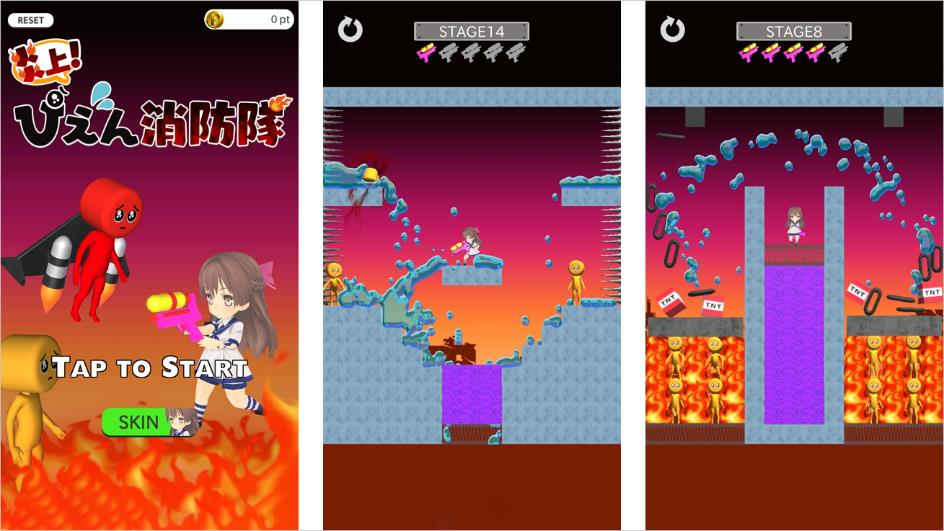 RESET
P
0 pt
炎上!
ぴえん消防隊
TAP TO START
SKIN
STAGE14
STAGE8
TNT
TNT
TNT
TNT